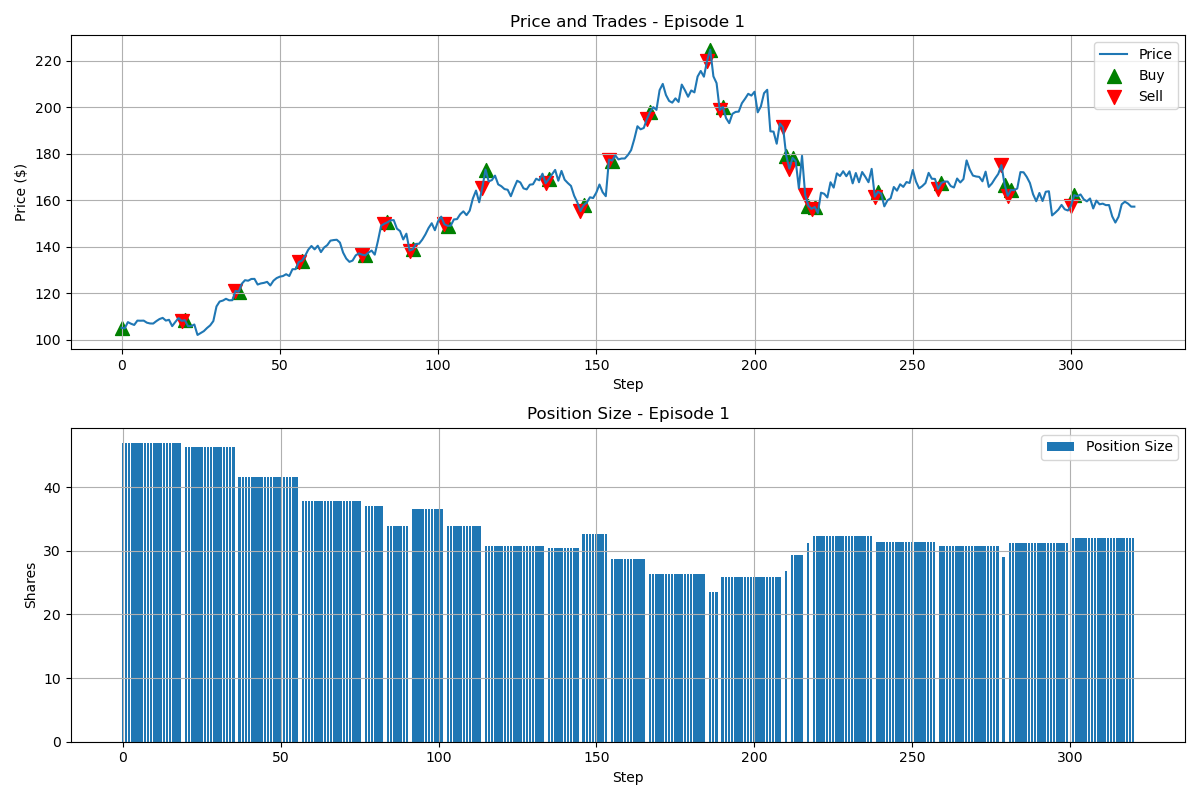 Price and Trades - Episode 1
Price ($)
220
200
180
160
140
120
100
Price
Buy
Sell
0 50 100 150 200 250 300
Step
Position Size - Episode 1
Shares
40
30
20
10
0
Position Size
0 50 100 150 200 250 300
Step